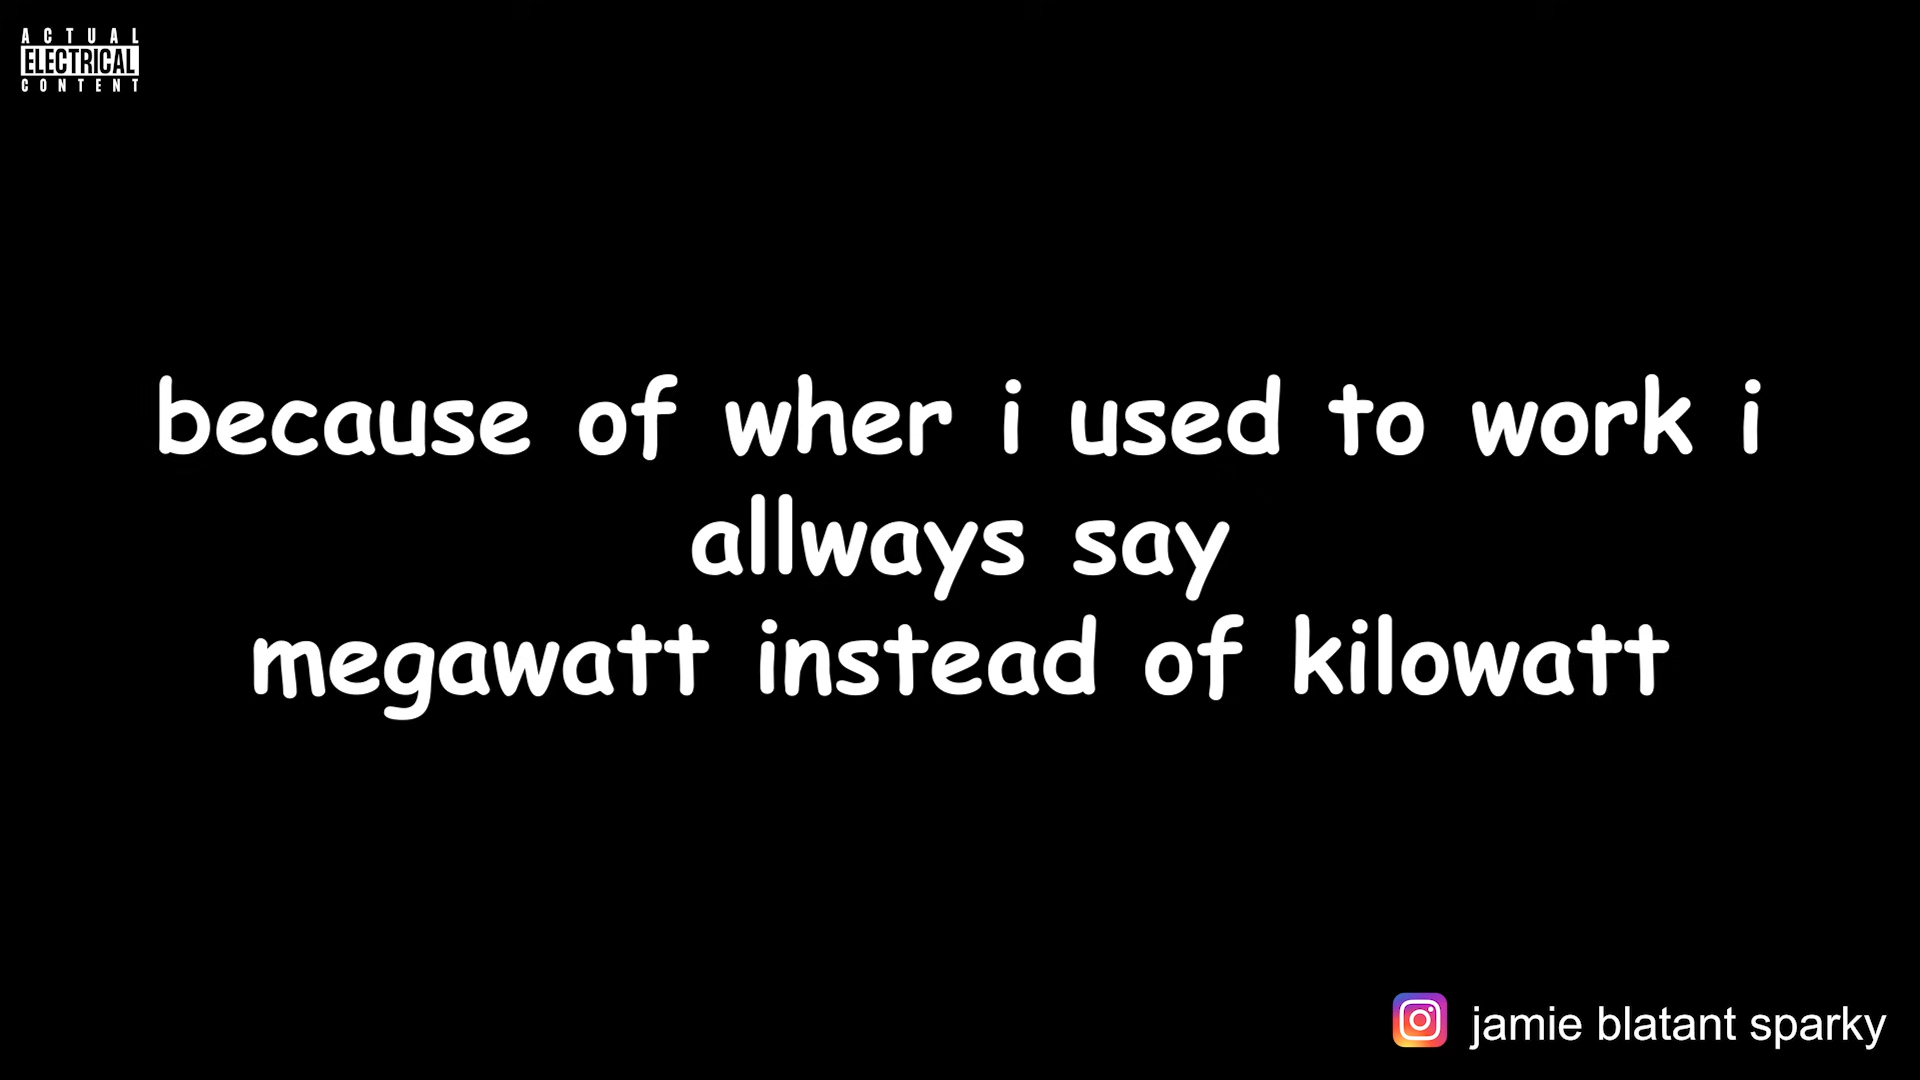 ACTUAL
ELECTRICAL
CONTENT
because of wher i used to work i
allways say
megawatt instead of kilowatt
jamie blatant sparky